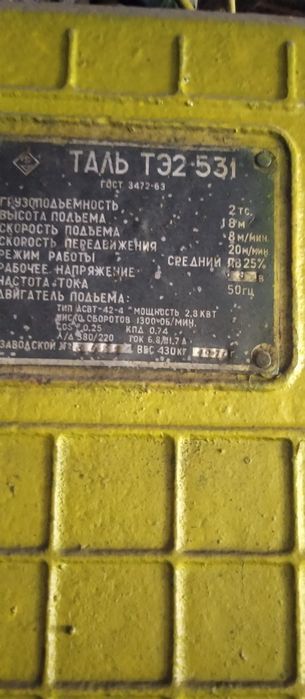 ТАЛЬ ТЭ2-531
ГОСТ 3472-63
ГРУЗОПОДЪЕМНОСТЬ 2 ТС.
ВЫСОТА ПОДЪЕМА 18 М
СКОРОСТЬ ПОДЪЕМА 8 М/МИН.
СКОРОСТЬ ПЕРЕДВИЖЕНИЯ 20 М/МИН
РЕЖИМ РАБОТЫ СРЕДНИЙ ПВ 25%
РАБОЧЕЕ НАПРЯЖЕНИЕ В
ЧАСТОТА ТОКА 50 ГЦ
ДВИГАТЕЛЬ ПОДЪЕМА:
ТИП АСВТ-42-4 МОЩНОСТЬ 2,8 КВТ
ЧИСЛО ОБОРОТОВ 1300 ОБ/МИН.
COS 0,25 КПД 0,74
380/220 ТОК 6,8/11,7 А
ЗАВОДСКОЙ № ВЕС 430 КГ